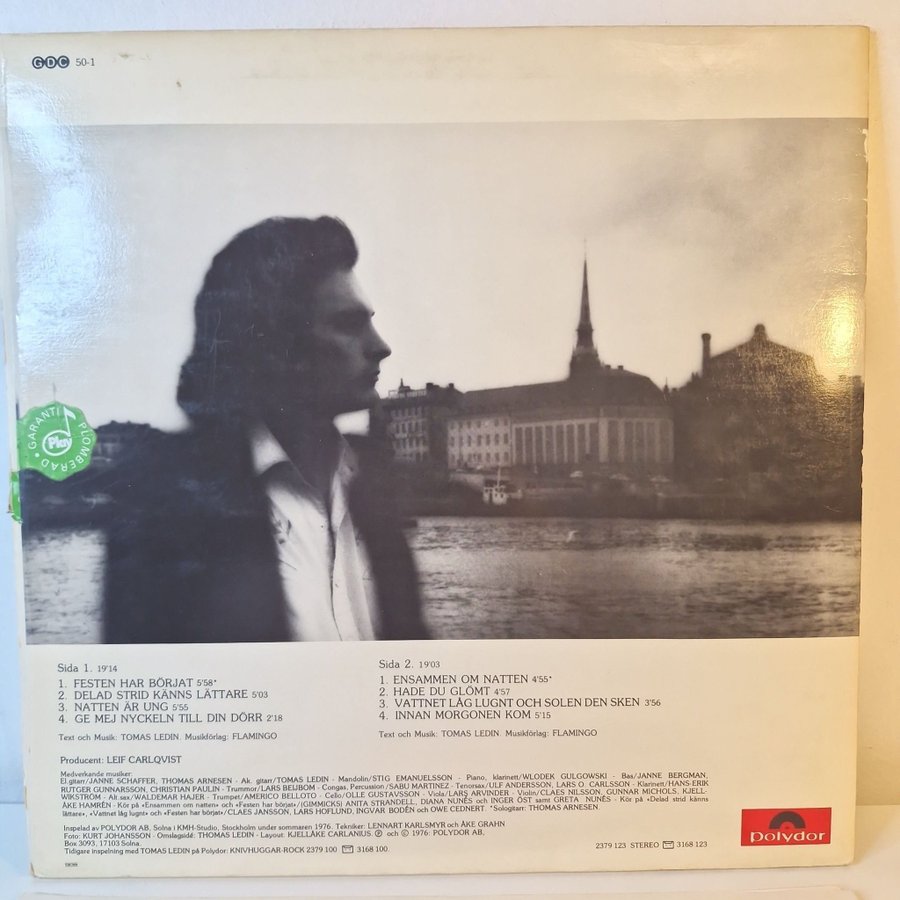 GDC 50-1
GARANTI PLOMBERAD
Play
Sida 1. 19'14
1. FESTEN HAR BÖRJAT 5'58*
2. DELAD STRID KÄNNS LÄTTARE 5'03
3. NATTEN ÄR UNG 5'55
4. GE MEJ NYCKELN TILL DIN DÖRR 2'18
Text och Musik: TOMAS LEDIN. Musikförlag: FLAMINGO
Sida 2. 19'03
1. ENSAMMEN OM NATTEN 4'55*
2. HADE DU GLÖMT 4'57
3. VATTNET LÅG LUGNT OCH SOLEN DEN SKEN 3'56
4. INNAN MORGONEN KOM 5'15
Text och Musik: TOMAS LEDIN. Musikförlag: FLAMINGO
Producent: LEIF CARLQVIST
Medverkande musiker:
El.gitarr/JANNE SCHAFFER, THOMAS ARNESEN - Ak. gitarr/TOMAS LEDIN - Mandolin/STIG EMANUELSSON - Piano, klarinett/WLODEK GULGOWSKI - Bas/JANNE BERGMAN,
RUTGER GUNNARSSON, CHRISTIAN PAULIN - Trummor/LARS BEIJBOM - Congas, Percussion/SABU MARTINEZ - Tenorsax/ULF ANDERSSON, LARS O. CARLSSON - Klarinett/HANS-ERIK
WIKSTRÖM - Alt sax/WALDEMAR HAJER - Trumpet/AMERICO BELLOTO - Cello/OLLE GUSTAVSSON - Viola/LARS ARVINDER - Violin/CLAES NILSSON, GUNNAR MICHOLS, KJELL-
ÅKE HAMRÉN - Kör på «Ensammen om natten» och «Festen har börjat»/(GIMMICKS) ANITA STRANDELL, DIANA NUNÉS och INGER ÖST samt GRETA NUNÉS - Kör på «Delad strid känns
lättare», «Vattnet låg lugnt» och «Festen har börjat»/CLAES JANSSON, LARS HOFLUND, INGVAR BODÉN och OWE CEDNERT *Sologitarr: THOMAS ARNESEN.
Inspelad av POLYDOR AB, Solna i KMH-Studio, Stockholm under sommaren 1976. Tekniker: LENNART KARLSMYR och ÅKE GRAHN
Foto: KURT JOHANSSON - Omslagsidé: THOMAS LEDIN - Layout: KJELL-ÅKE CARLANIUS. Ⓟ och © 1976: POLYDOR AB,
Box 3093, 17103 Solna.
Tidigare inspelning med TOMAS LEDIN på Polydor: KNIVHUGGAR-ROCK 2379 100 3168 100.
2379 123 STEREO 3168 123
polydor